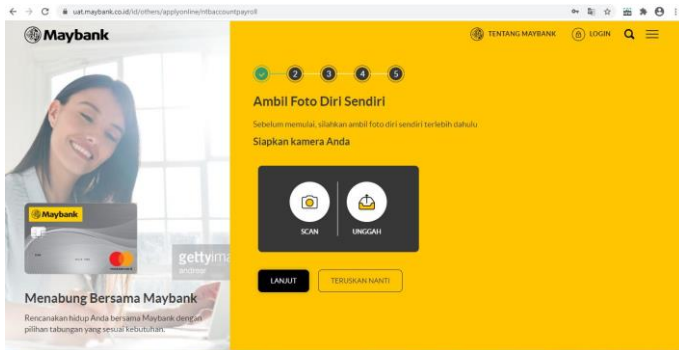 uat.maybank.co.id/id/others/applyonline/ntbaccountpayroll
Maybank
TENTANG MAYBANK
LOGIN
2 3 4 5
Ambil Foto Diri Sendiri
Sebelum memulai, silahkan ambil foto diri sendiri terlebih dahulu
Siapkan kamera Anda
SCAN
UNGGAH
LANJUT
TERUSKAN NANTI
Maybank
gettyima
Menabung Bersama Maybank
Rencanakan hidup Anda bersama Maybank dengan
pilihan tabungan yang sesuai kebutuhan.